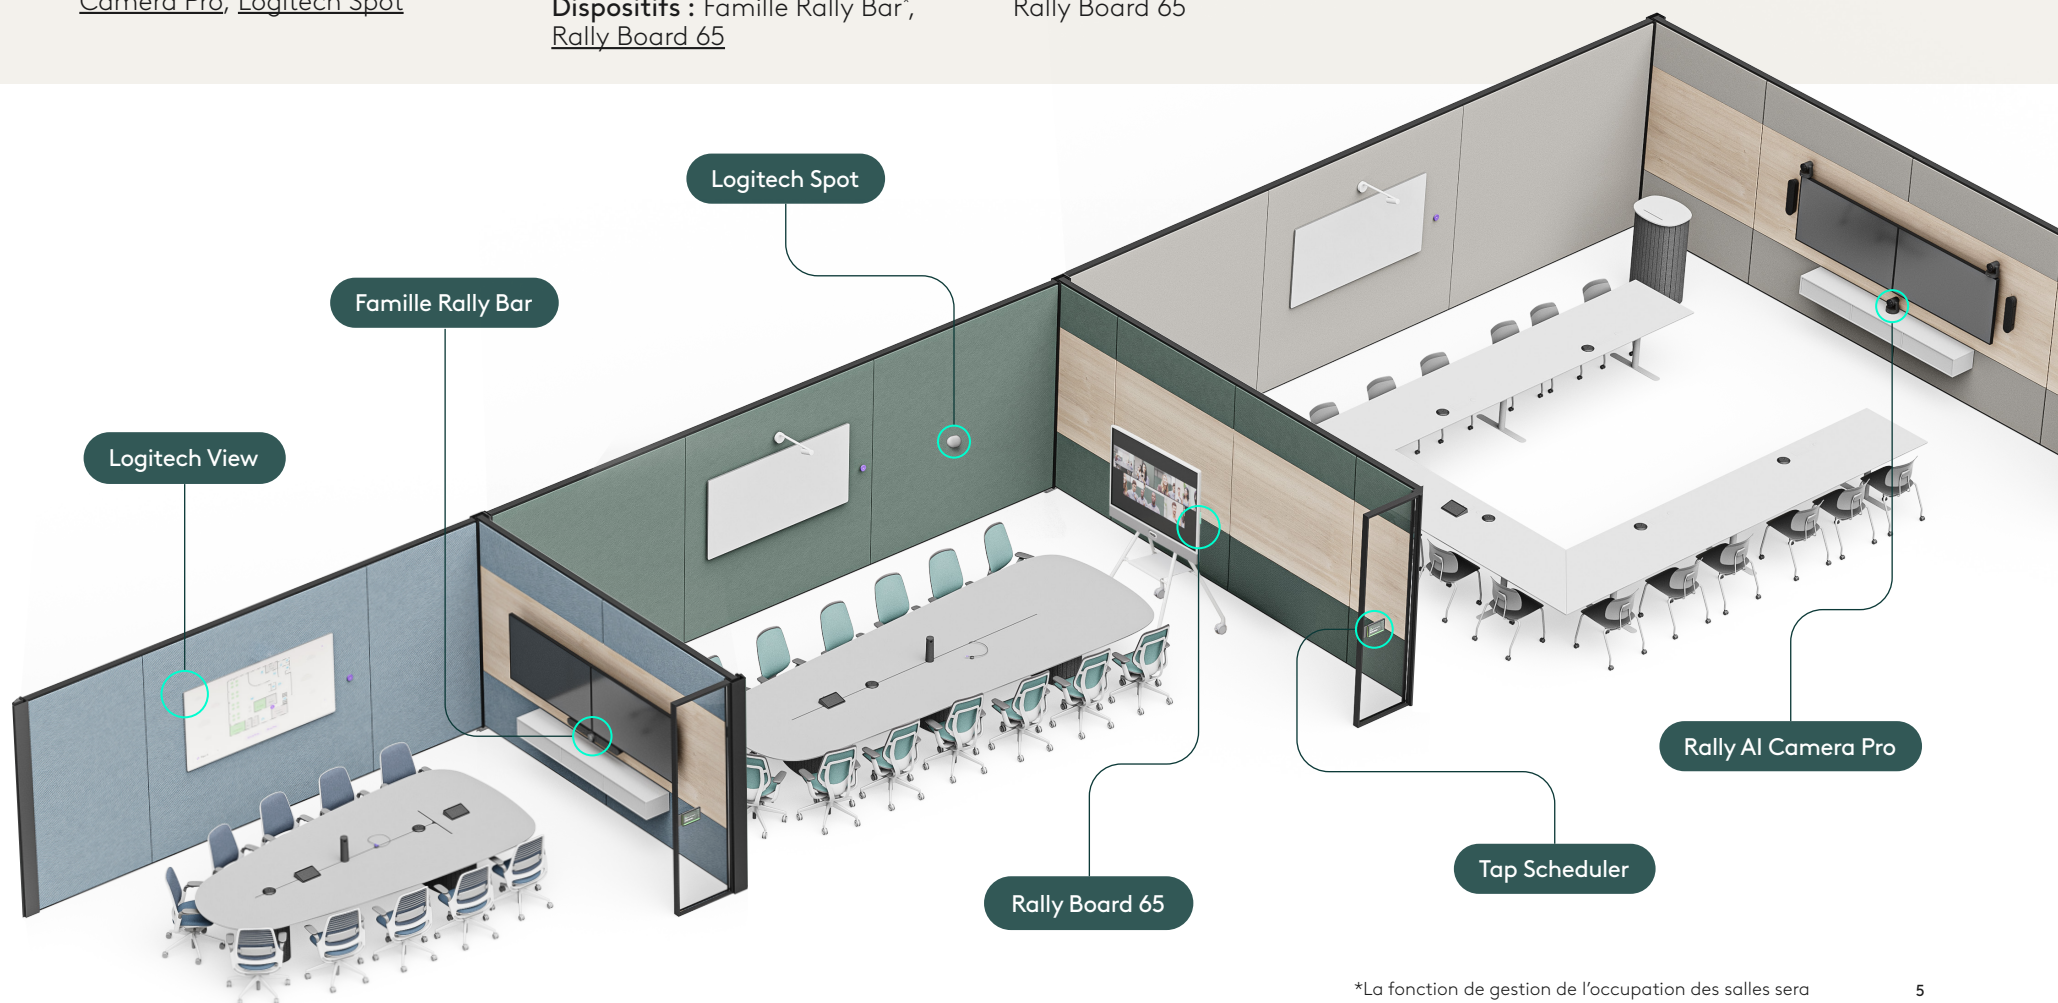 Camera Pro, Logitech Spot
Dispositifs : Famille Rally Bar*,
Rally Board 65
Rally Board 65
Logitech Spot
Famille Rally Bar
Logitech View
Rally AI Camera Pro
Tap Scheduler
Rally Board 65
*La fonction de gestion de l'occupation des salles sera
5